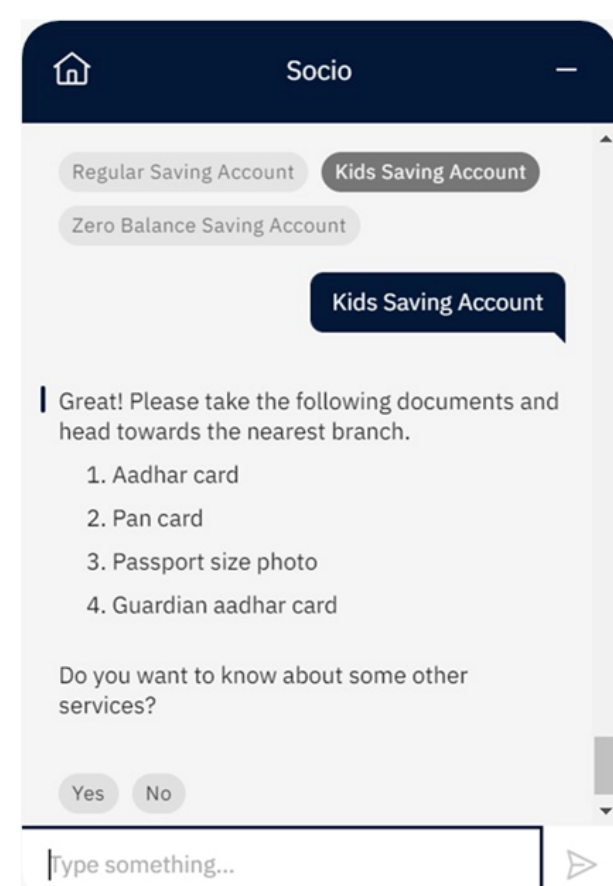 Socio
Regular Saving Account Kids Saving Account
Zero Balance Saving Account
Kids Saving Account
Great! Please take the following documents and
head towards the nearest branch.
1. Aadhar card
2. Pan card
3. Passport size photo
4. Guardian aadhar card
Do you want to know about some other
services?
Yes No
Type something...